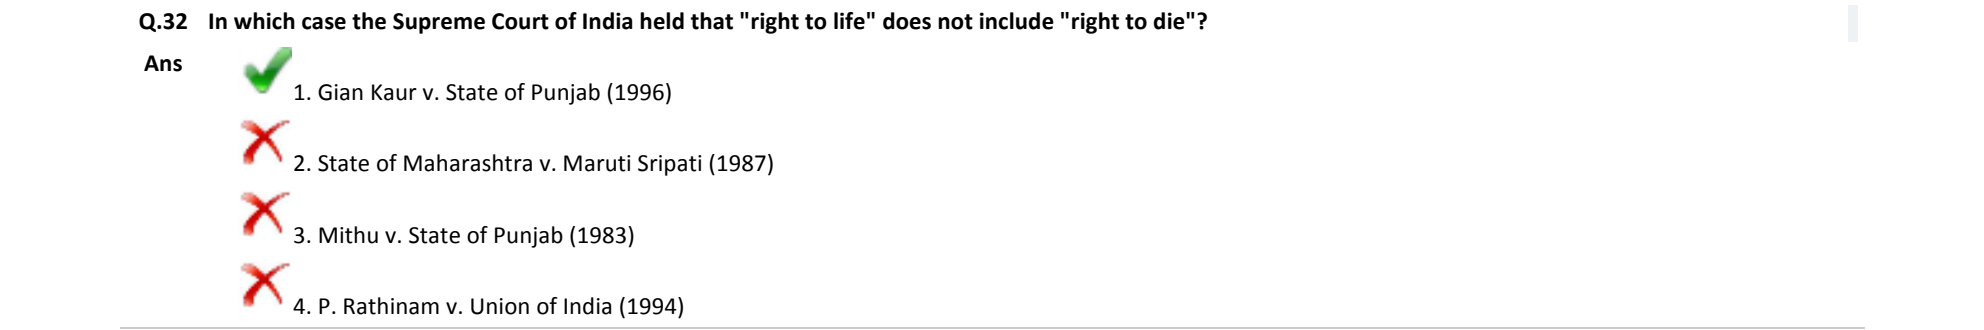 Q.32 In which case the Supreme Court of India held that "right to life" does not include "right to die"?
Ans
1. Gian Kaur v. State of Punjab (1996)
2. State of Maharashtra v. Maruti Sripati (1987)
3. Mithu v. State of Punjab (1983)
4. P. Rathinam v. Union of India (1994)